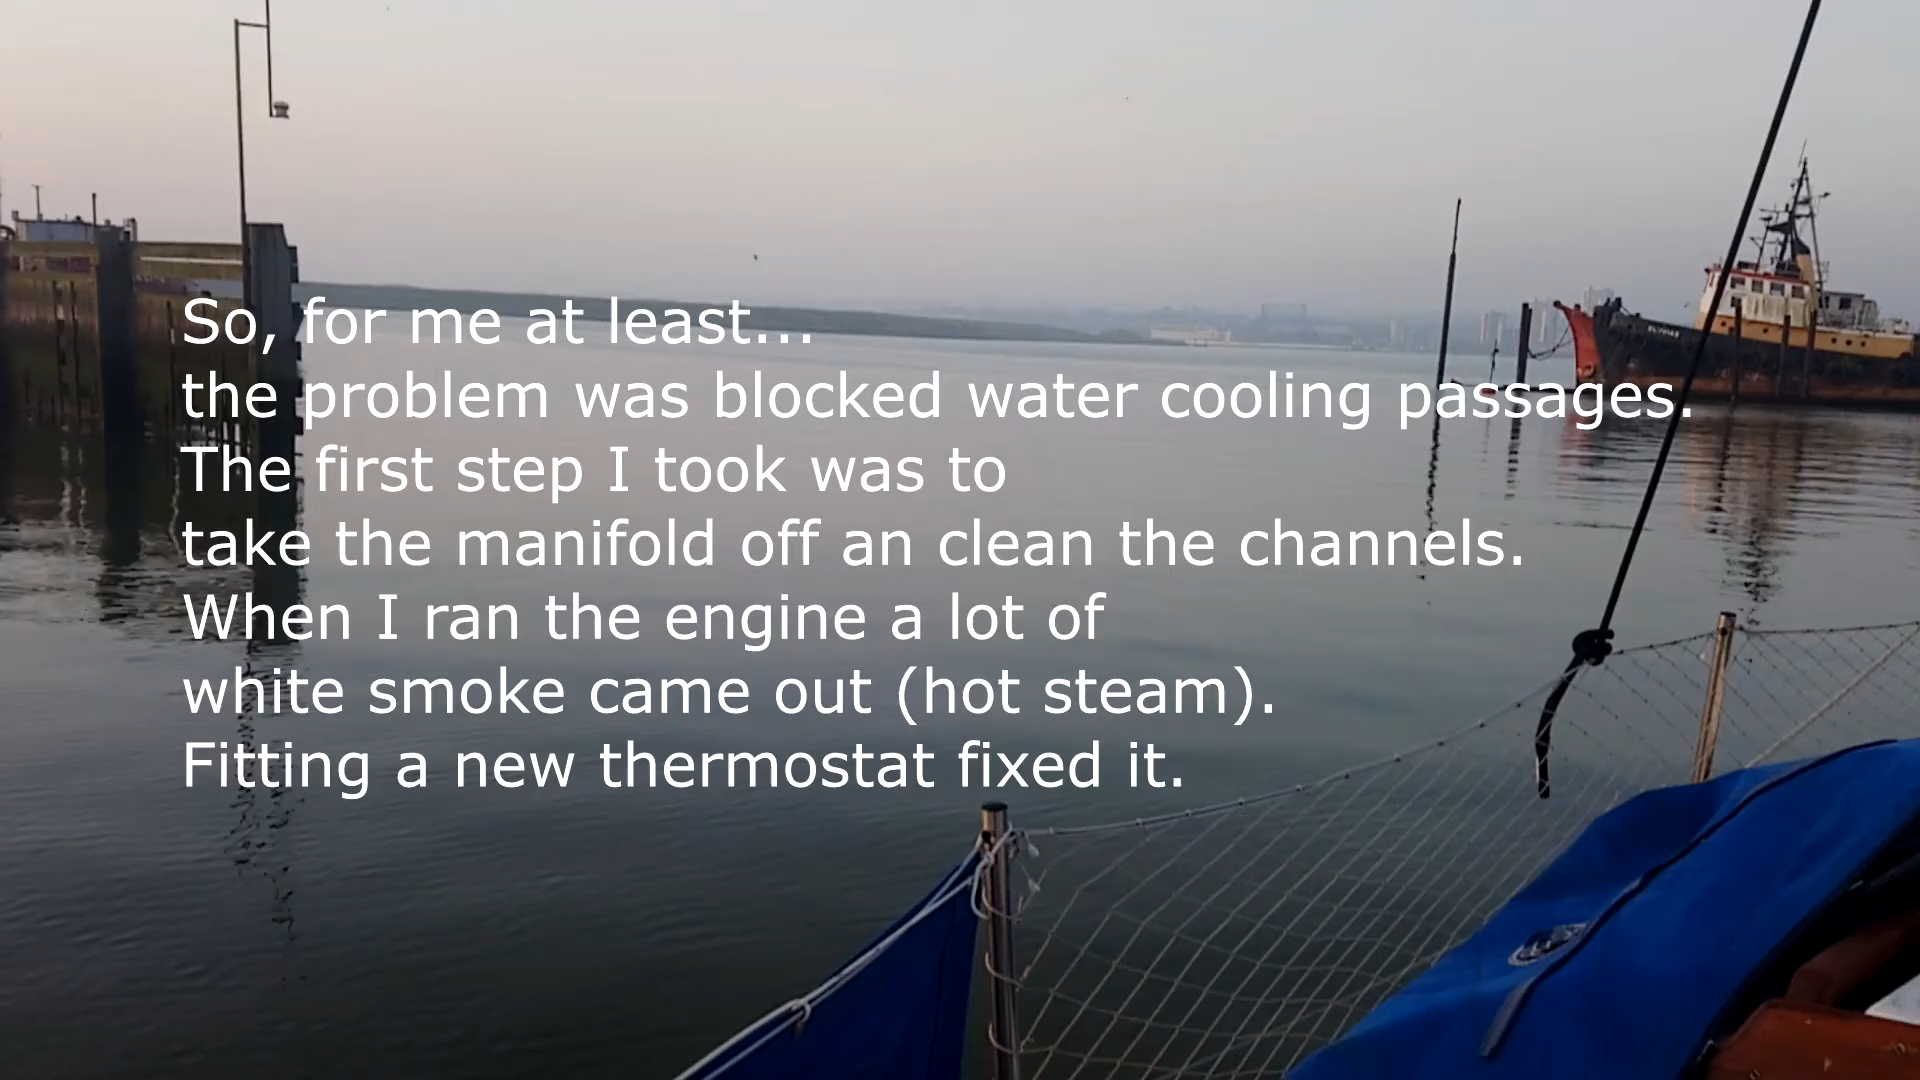 So, for me at least...
the problem was blocked water cooling passages.
The first step I took was to
take the manifold off an clean the channels.
When I ran the engine a lot of
white smoke came out (hot steam).
Fitting a new thermostat fixed it.